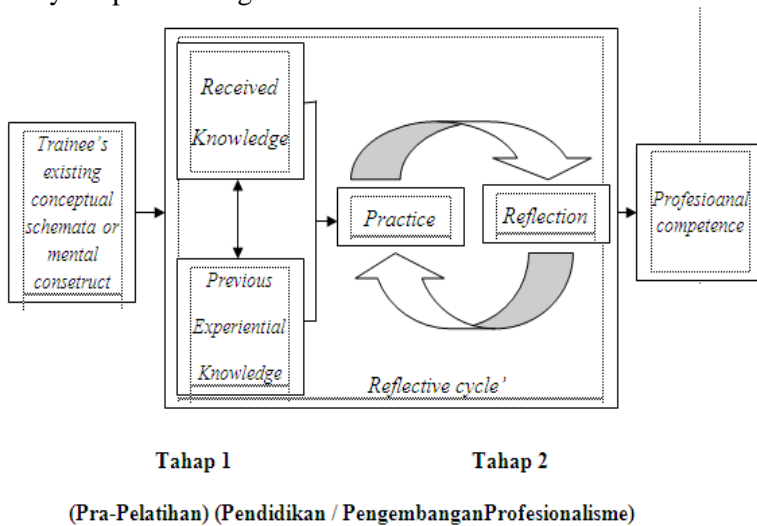 Trainee's
existing
conceptual
schemata or
mental
consetruct
Received
Knowledge
Previous
Experiential
Knowledge
Practice
Reflection
Reflective cycle'
Profesioanal
competence
Tahap 1
Tahap 2
(Pra-Pelatihan) (Pendidikan / PengembanganProfesionalisme)